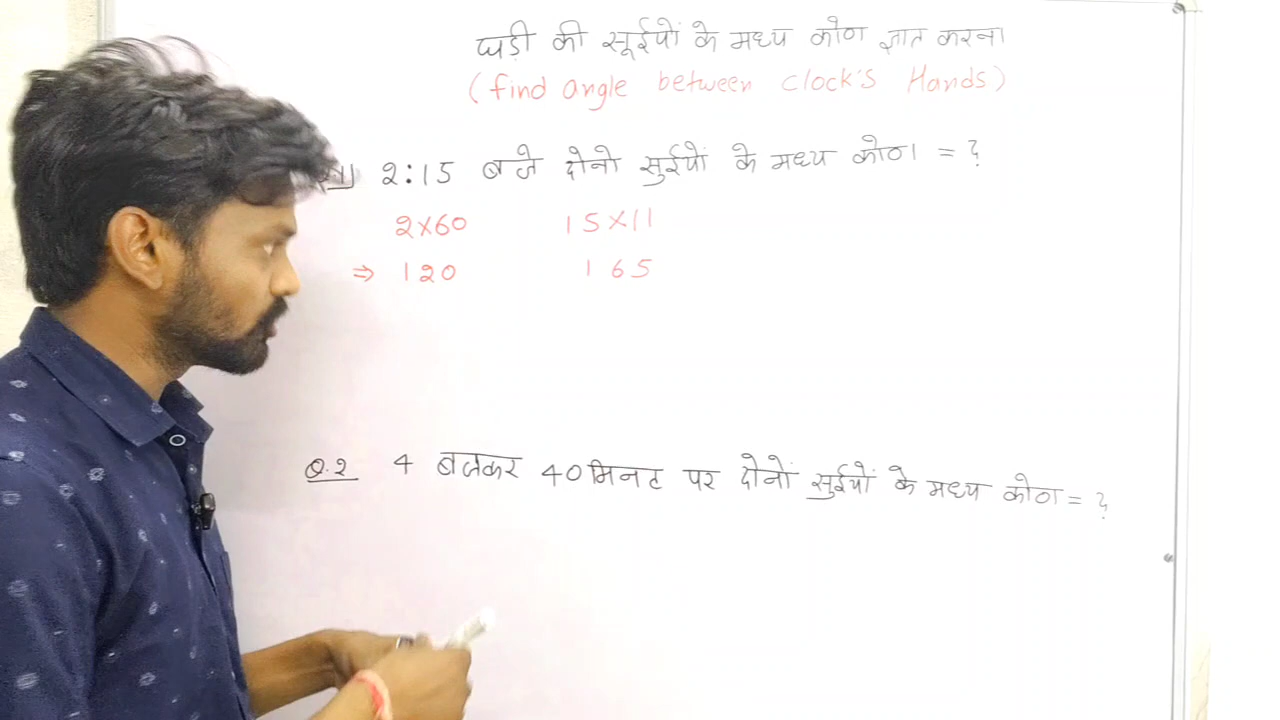 घड़ी की सूईयों के मध्य कोण ज्ञात करना
(find angle between clock's Hands)
2:15 बजे दोनो सुईयों के मध्य कोण = ?
2×60 15×11
⇒ 120 165
Q.2 4 बजकर 40 मिनट पर दोनों सुईयों के मध्य कोण = ?